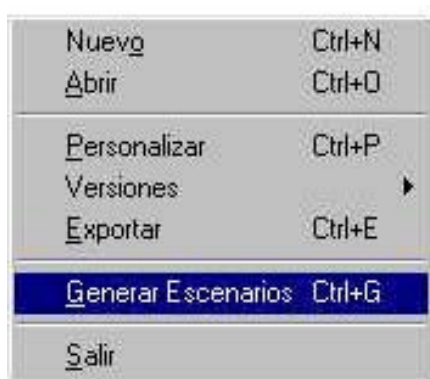 Nuevo Ctrl+N
Abrir Ctrl+O
Personalizar Ctrl+P
Versiones
Exportar Ctrl+E
Generar Escenarios Ctrl+G
Salir